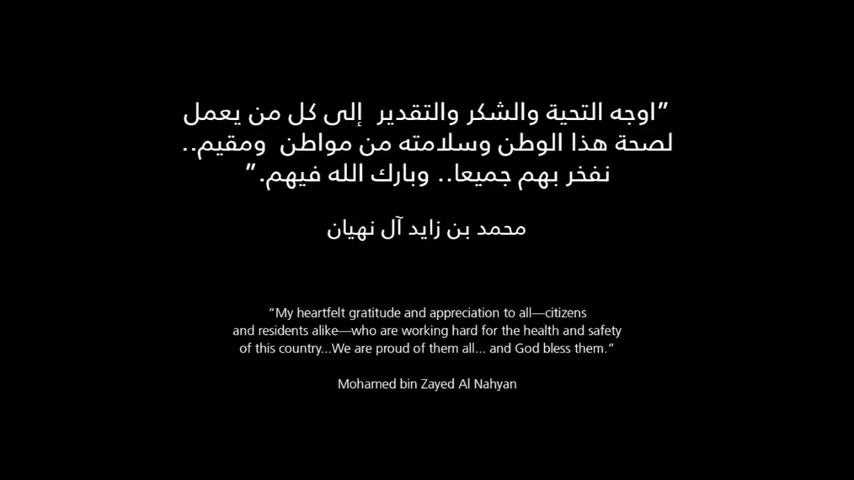 ”اوجه التحية والشكر والتقدير  إلى كل من يعمل
لصحة هذا الوطن وسلامته من مواطن  ومقيم..
نفخر بهم جميعا.. وبارك الله فيهم.”
محمد بن زايد آل نهيان
”My heartfelt gratitude and appreciation to all—citizens
and residents alike—who are working hard for the health and safety
of this country...We are proud of them all... and God bless them.”
Mohamed bin Zayed Al Nahyan